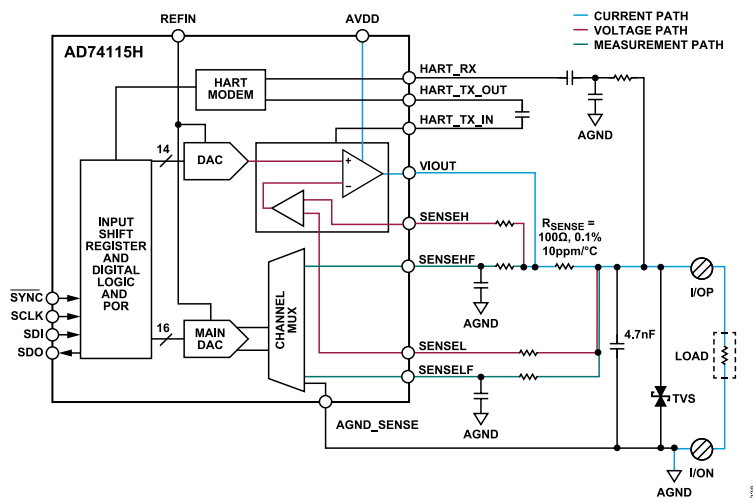 REFIN
AVDD
CURRENT PATH
VOLTAGE PATH
MEASUREMENT PATH
AD74115H
HART_RX
HART
MODEM
HART_TX_OUT
AGND
HART_TX_IN
14
DAC
+
−
VIOUT
SENSEH
RSENSE =
100Ω, 0.1%
10ppm/°C
INPUT
SHIFT
REGISTER
AND
DIGITAL
LOGIC
AND
POR
SENSEHF
I/OP
CHANNEL
MUX
SYNC
SCLK
SDI
SDO
AGND
16
MAIN
DAC
SENSEL
4.7nF
LOAD
SENSELF
TVS
AGND_SENSE
AGND
I/ON
AGND